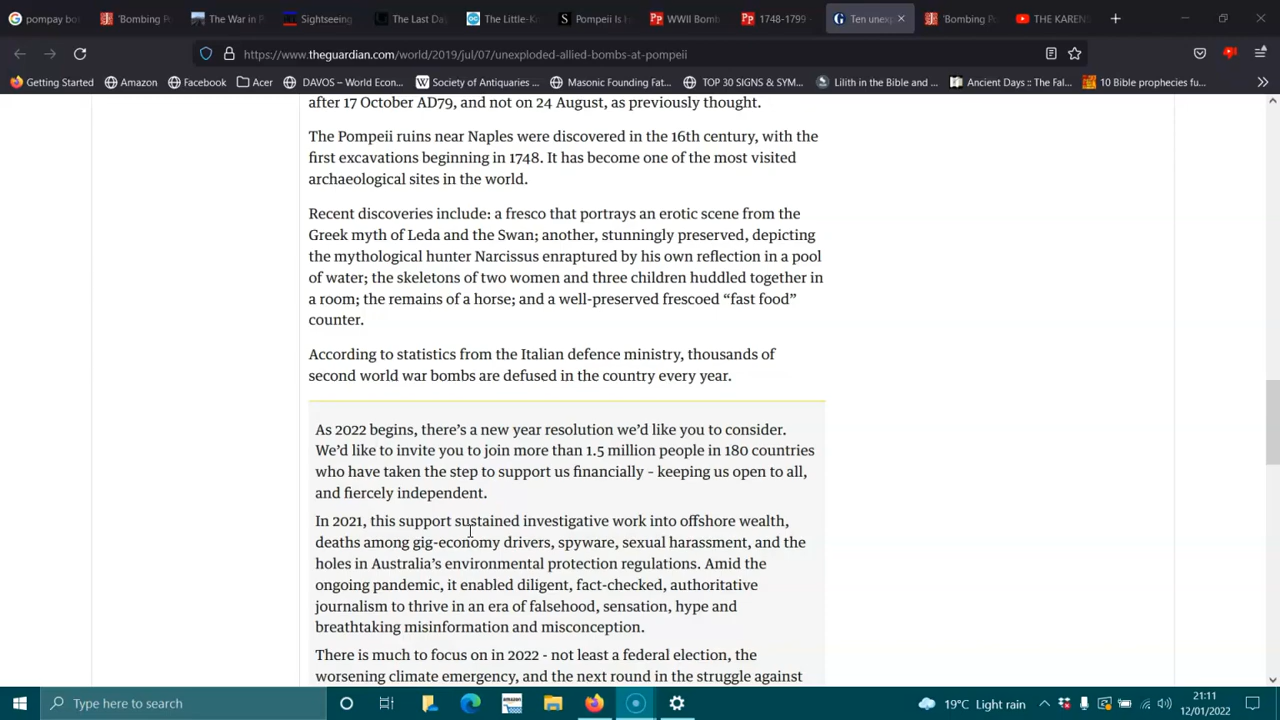 pompay bo
'Bombing Po
The War in P
Sightseeing
The Last Da
The Little-K
Pompeii Is
WWII Bomb
1748-1799
Ten unexp
'Bombing Po
THE KARENS
https://www.theguardian.com/world/2019/jul/07/unexploded-allied-bombs-at-pompeii
Getting Started
Amazon
Facebook
Acer
DAVOS – World Econ...
Society of Antiquaries ...
Masonic Founding Fat...
TOP 30 SIGNS & SYM...
Lilith in the Bible and ...
Ancient Days :: The Fal...
10 Bible prophecies fu...
after 17 October AD79, and not on 24 August, as previously thought.
The Pompeii ruins near Naples were discovered in the 16th century, with the
first excavations beginning in 1748. It has become one of the most visited
archaeological sites in the world.
Recent discoveries include: a fresco that portrays an erotic scene from the
Greek myth of Leda and the Swan; another, stunningly preserved, depicting
the mythological hunter Narcissus enraptured by his own reflection in a pool
of water; the skeletons of two women and three children huddled together in
a room; the remains of a horse; and a well-preserved frescoed “fast food”
counter.
According to statistics from the Italian defence ministry, thousands of
second world war bombs are defused in the country every year.
As 2022 begins, there’s a new year resolution we’d like you to consider.
We’d like to invite you to join more than 1.5 million people in 180 countries
who have taken the step to support us financially – keeping us open to all,
and fiercely independent.
In 2021, this support sustained investigative work into offshore wealth,
deaths among gig-economy drivers, spyware, sexual harassment, and the
holes in Australia’s environmental protection regulations. Amid the
ongoing pandemic, it enabled diligent, fact-checked, authoritative
journalism to thrive in an era of falsehood, sensation, hype and
breathtaking misinformation and misconception.
There is much to focus on in 2022 - not least a federal election, the
worsening climate emergency, and the next round in the struggle against
Type here to search
19°C Light rain
21:11
12/01/2022